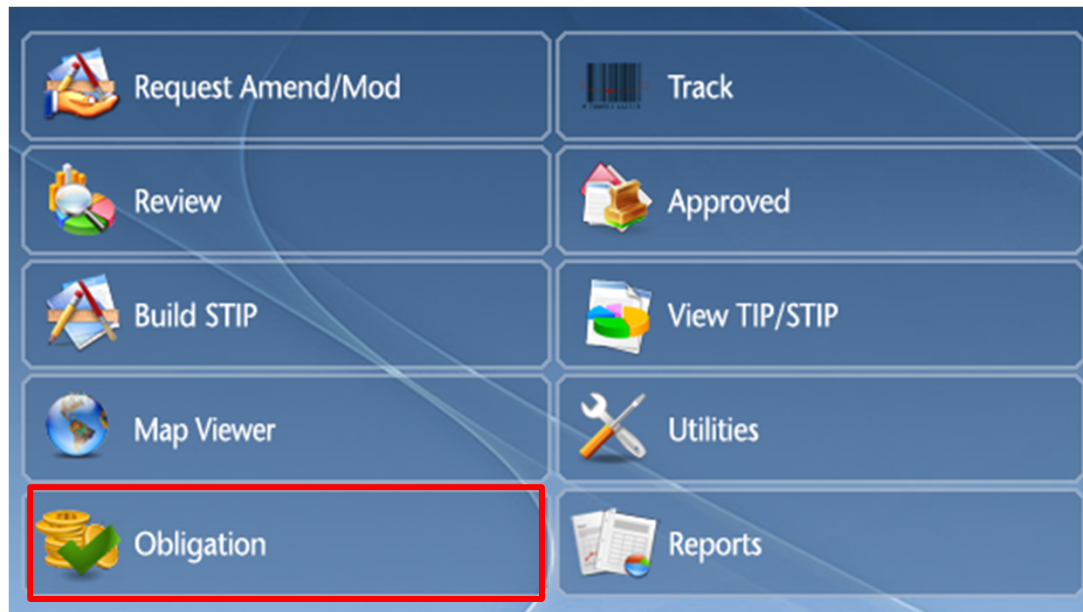 Request Amend/Mod
Track
Review
Approved
Build STIP
View TIP/STIP
Map Viewer
Utilities
Obligation
Reports